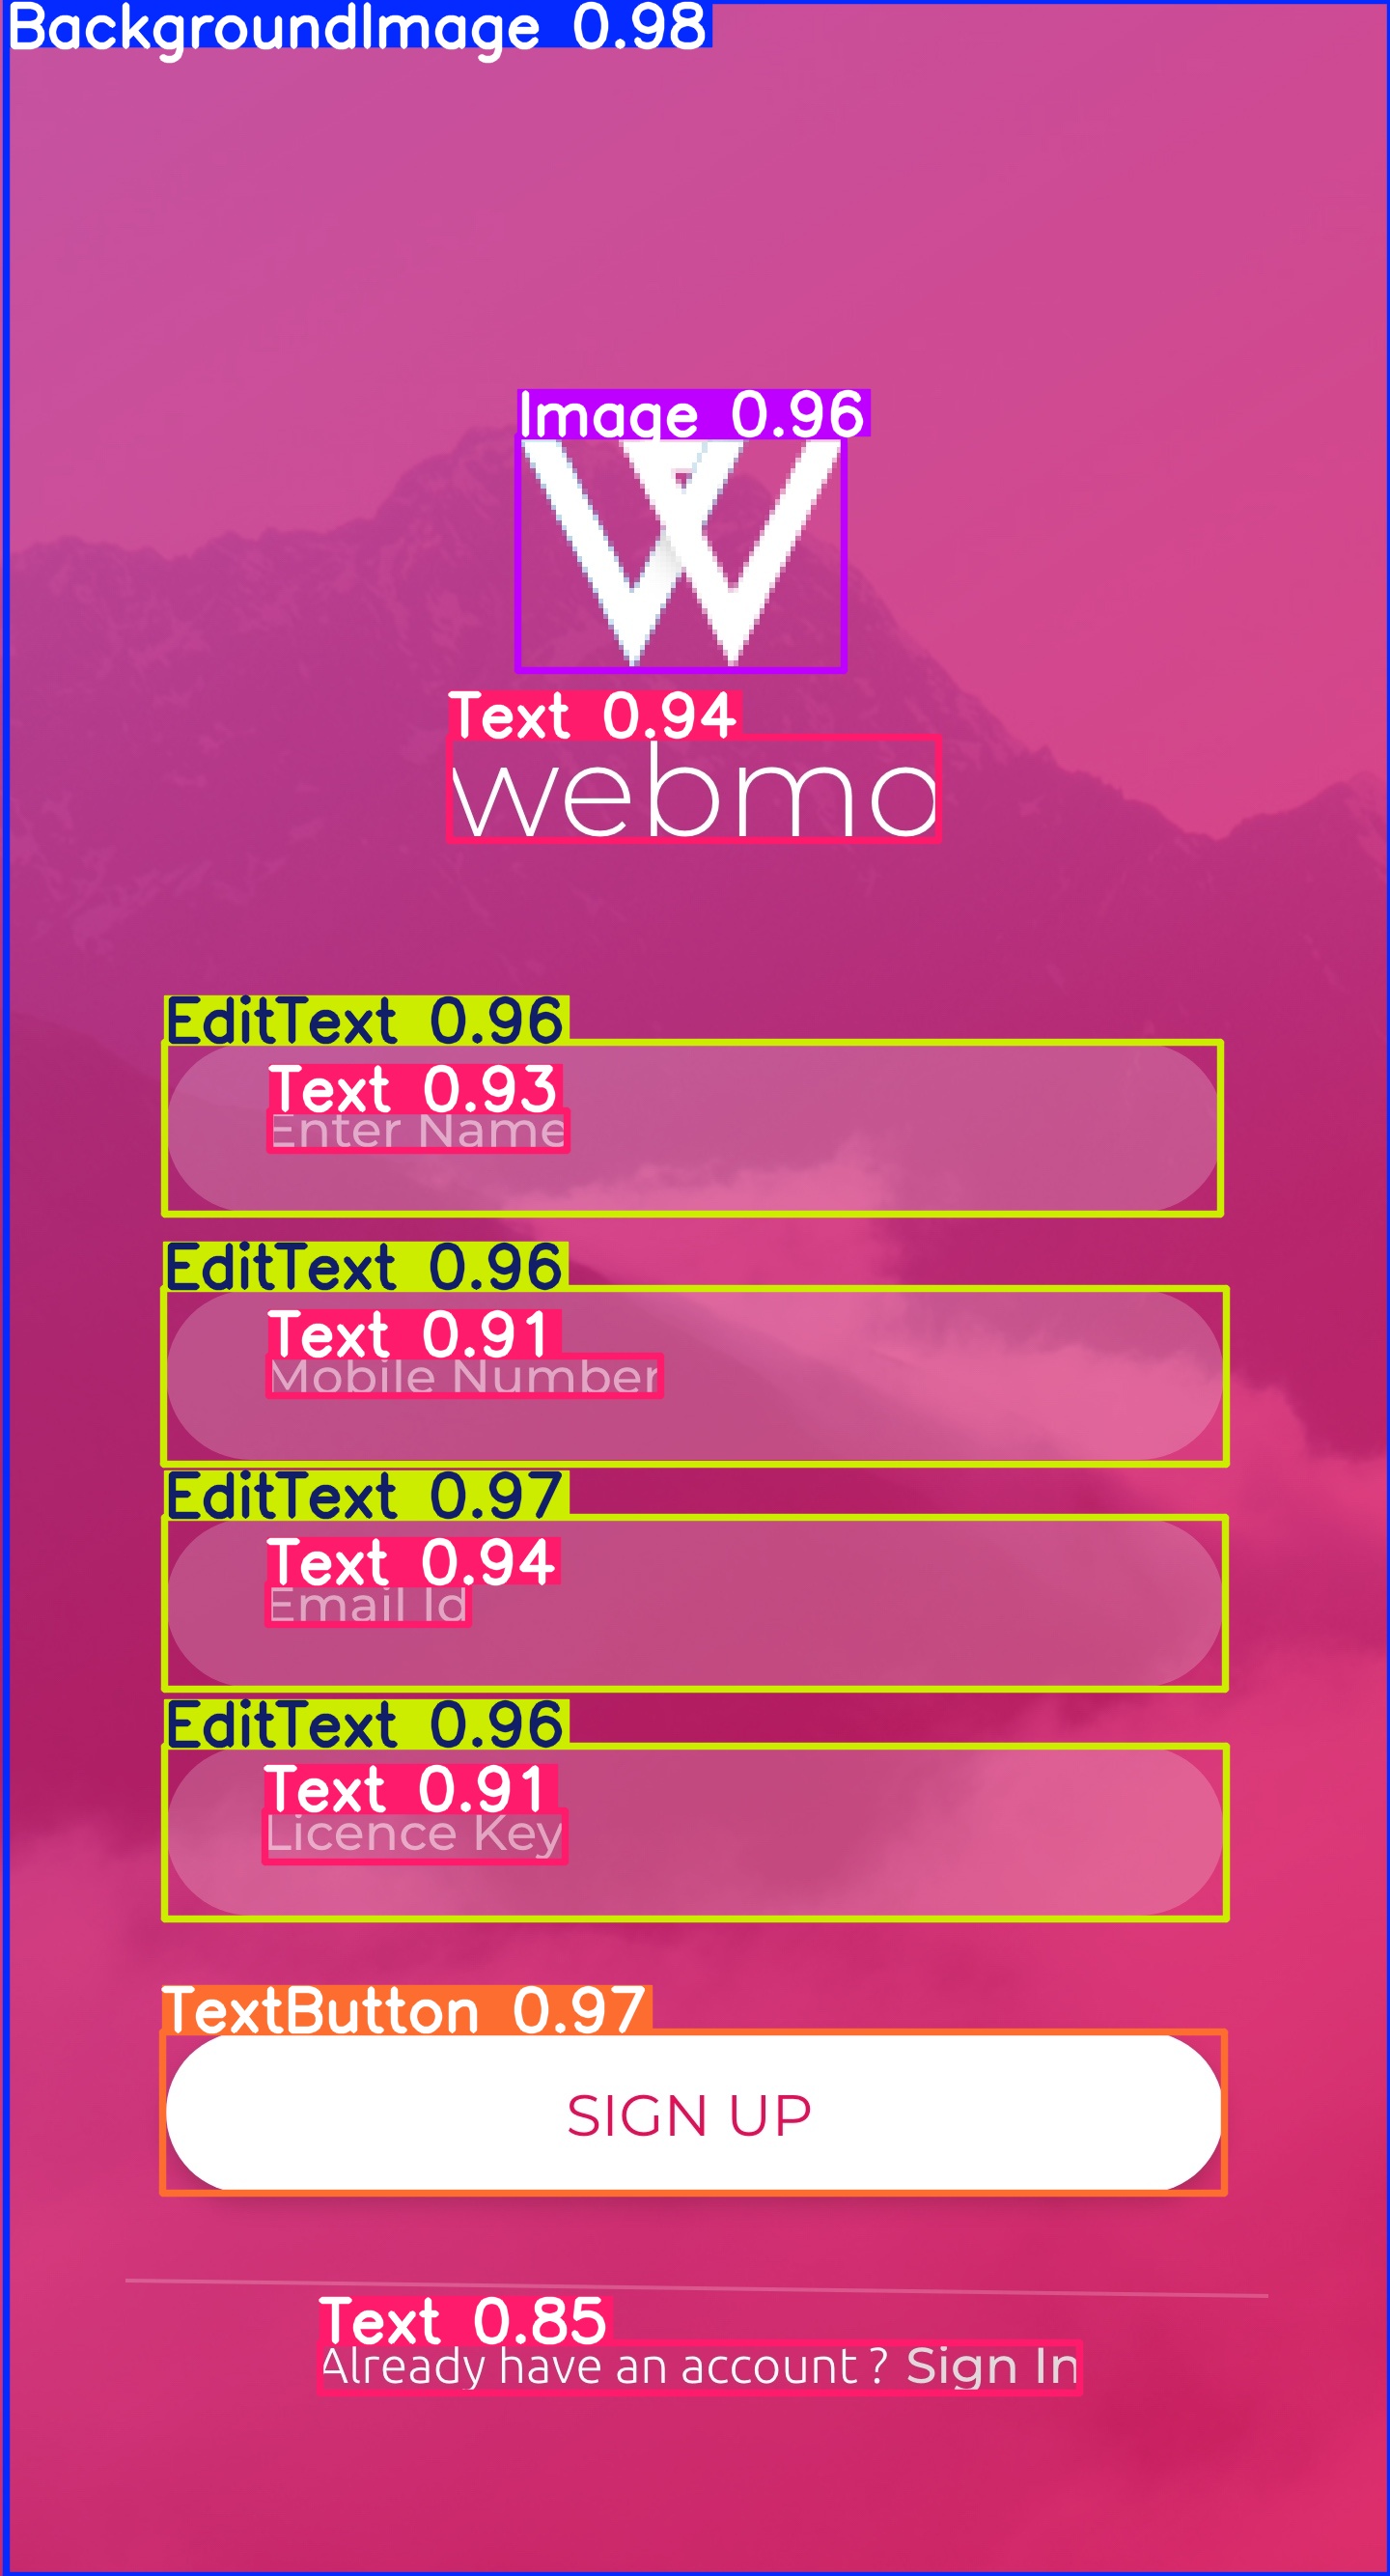 BackgroundImage 0.98
Image 0.96
W
Text 0.94
webmo
EditText 0.96
Text 0.93
Enter Name
EditText 0.96
Text 0.91
Mobile Number
EditText 0.97
Text 0.94
Email Id
EditText 0.96
Text 0.91
Licence Key
TextButton 0.97
SIGN UP
Text 0.85
Already have an account ? Sign In